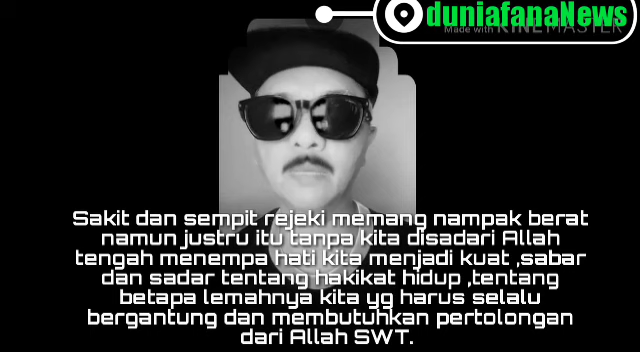 duniafanaNews
Made with KINEMASTER
Sakit dan sempit rejeki memang nampak berat
namun justru itu tanpa kita disadari Allah
tengah menempa hati kita menjadi kuat ,sabar
dan sadar tentang hakikat hidup ,tentang
betapa lemahnya kita yg harus selalu
bergantung dan membutuhkan pertolongan
dari Allah SWT.